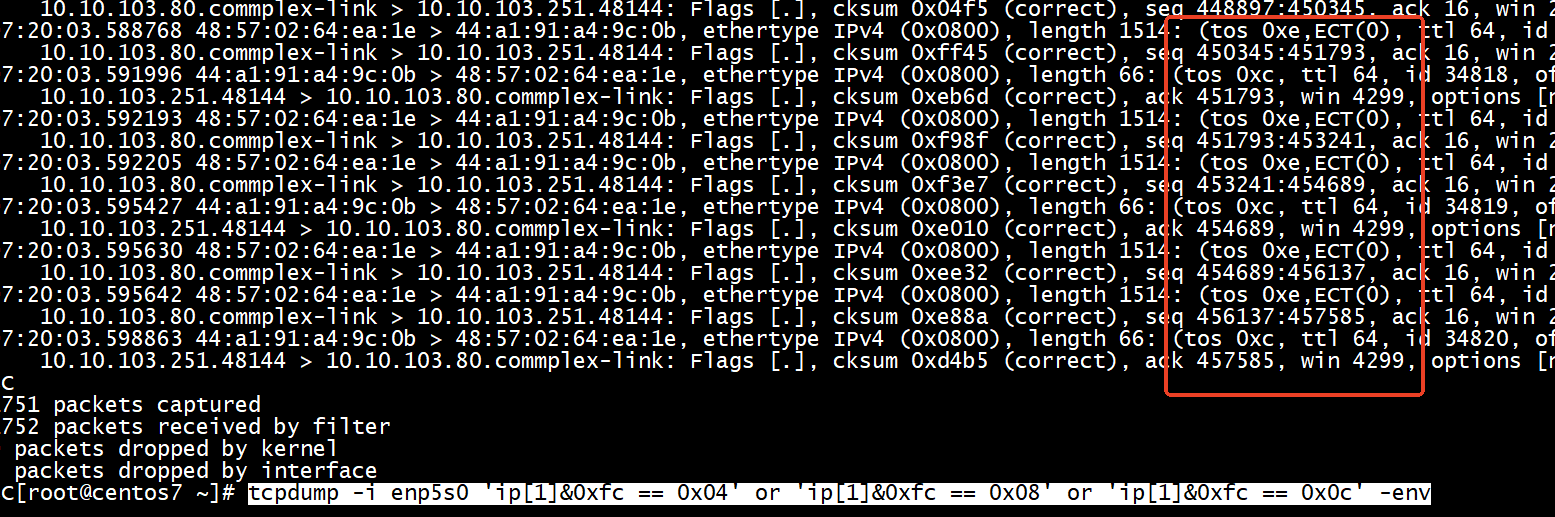 10.10.103.80.commplex-link > 10.10.103.251.48144: Flags [.], cksum 0x04f5 (correct), seq 448897:450345, ack 16, win 2
7:20:03.588768 48:57:02:64:ea:1e > 44:a1:91:a4:9c:0b, ethertype IPv4 (0x0800), length 1514: (tos 0xe,ECT(0), ttl 64, id
10.10.103.80.commplex-link > 10.10.103.251.48144: Flags [.], cksum 0xff45 (correct), seq 450345:451793, ack 16, win 2
7:20:03.591996 44:a1:91:a4:9c:0b > 48:57:02:64:ea:1e, ethertype IPv4 (0x0800), length 66: (tos 0xc, ttl 64, id 34818, of
10.10.103.251.48144 > 10.10.103.80.commplex-link: Flags [.], cksum 0xeb6d (correct), ack 451793, win 4299, options [n
7:20:03.592193 48:57:02:64:ea:1e > 44:a1:91:a4:9c:0b, ethertype IPv4 (0x0800), length 1514: (tos 0xe,ECT(0), ttl 64, id
10.10.103.80.commplex-link > 10.10.103.251.48144: Flags [.], cksum 0xf98f (correct), seq 451793:453241, ack 16, win 2
7:20:03.592205 48:57:02:64:ea:1e > 44:a1:91:a4:9c:0b, ethertype IPv4 (0x0800), length 1514: (tos 0xe,ECT(0), ttl 64, id
10.10.103.80.commplex-link > 10.10.103.251.48144: Flags [.], cksum 0xf3e7 (correct), seq 453241:454689, ack 16, win 2
7:20:03.595427 44:a1:91:a4:9c:0b > 48:57:02:64:ea:1e, ethertype IPv4 (0x0800), length 66: (tos 0xc, ttl 64, id 34819, of
10.10.103.251.48144 > 10.10.103.80.commplex-link: Flags [.], cksum 0xe010 (correct), ack 454689, win 4299, options [n
7:20:03.595630 48:57:02:64:ea:1e > 44:a1:91:a4:9c:0b, ethertype IPv4 (0x0800), length 1514: (tos 0xe,ECT(0), ttl 64, id
10.10.103.80.commplex-link > 10.10.103.251.48144: Flags [.], cksum 0xee32 (correct), seq 454689:456137, ack 16, win 2
7:20:03.595642 48:57:02:64:ea:1e > 44:a1:91:a4:9c:0b, ethertype IPv4 (0x0800), length 1514: (tos 0xe,ECT(0), ttl 64, id
10.10.103.80.commplex-link > 10.10.103.251.48144: Flags [.], cksum 0xe88a (correct), seq 456137:457585, ack 16, win 2
7:20:03.598863 44:a1:91:a4:9c:0b > 48:57:02:64:ea:1e, ethertype IPv4 (0x0800), length 66: (tos 0xc, ttl 64, id 34820, of
10.10.103.251.48144 > 10.10.103.80.commplex-link: Flags [.], cksum 0xd4b5 (correct), ack 457585, win 4299, options [n
C
751 packets captured
752 packets received by filter
packets dropped by kernel
packets dropped by interface
C[root@centos7 ~]# tcpdump -i enp5s0 'ip[1]&0xfc == 0x04' or 'ip[1]&0xfc == 0x08' or 'ip[1]&0xfc == 0x0c' -env